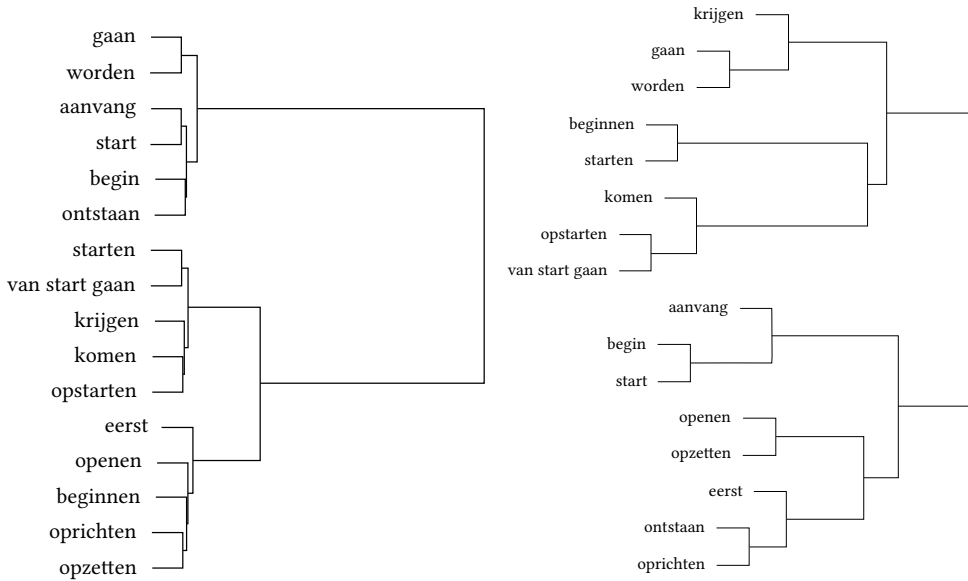 gaan
worden
aanvang
start
begin
ontstaan
starten
van start gaan
krijgen
komen
opstarten
eerst
openen
beginnen
oprichten
opzetten
krijgen
gaan
worden
beginnen
starten
komen
opstarten
van start gaan
aanvang
begin
start
openen
opzetten
eerst
ontstaan
oprichten